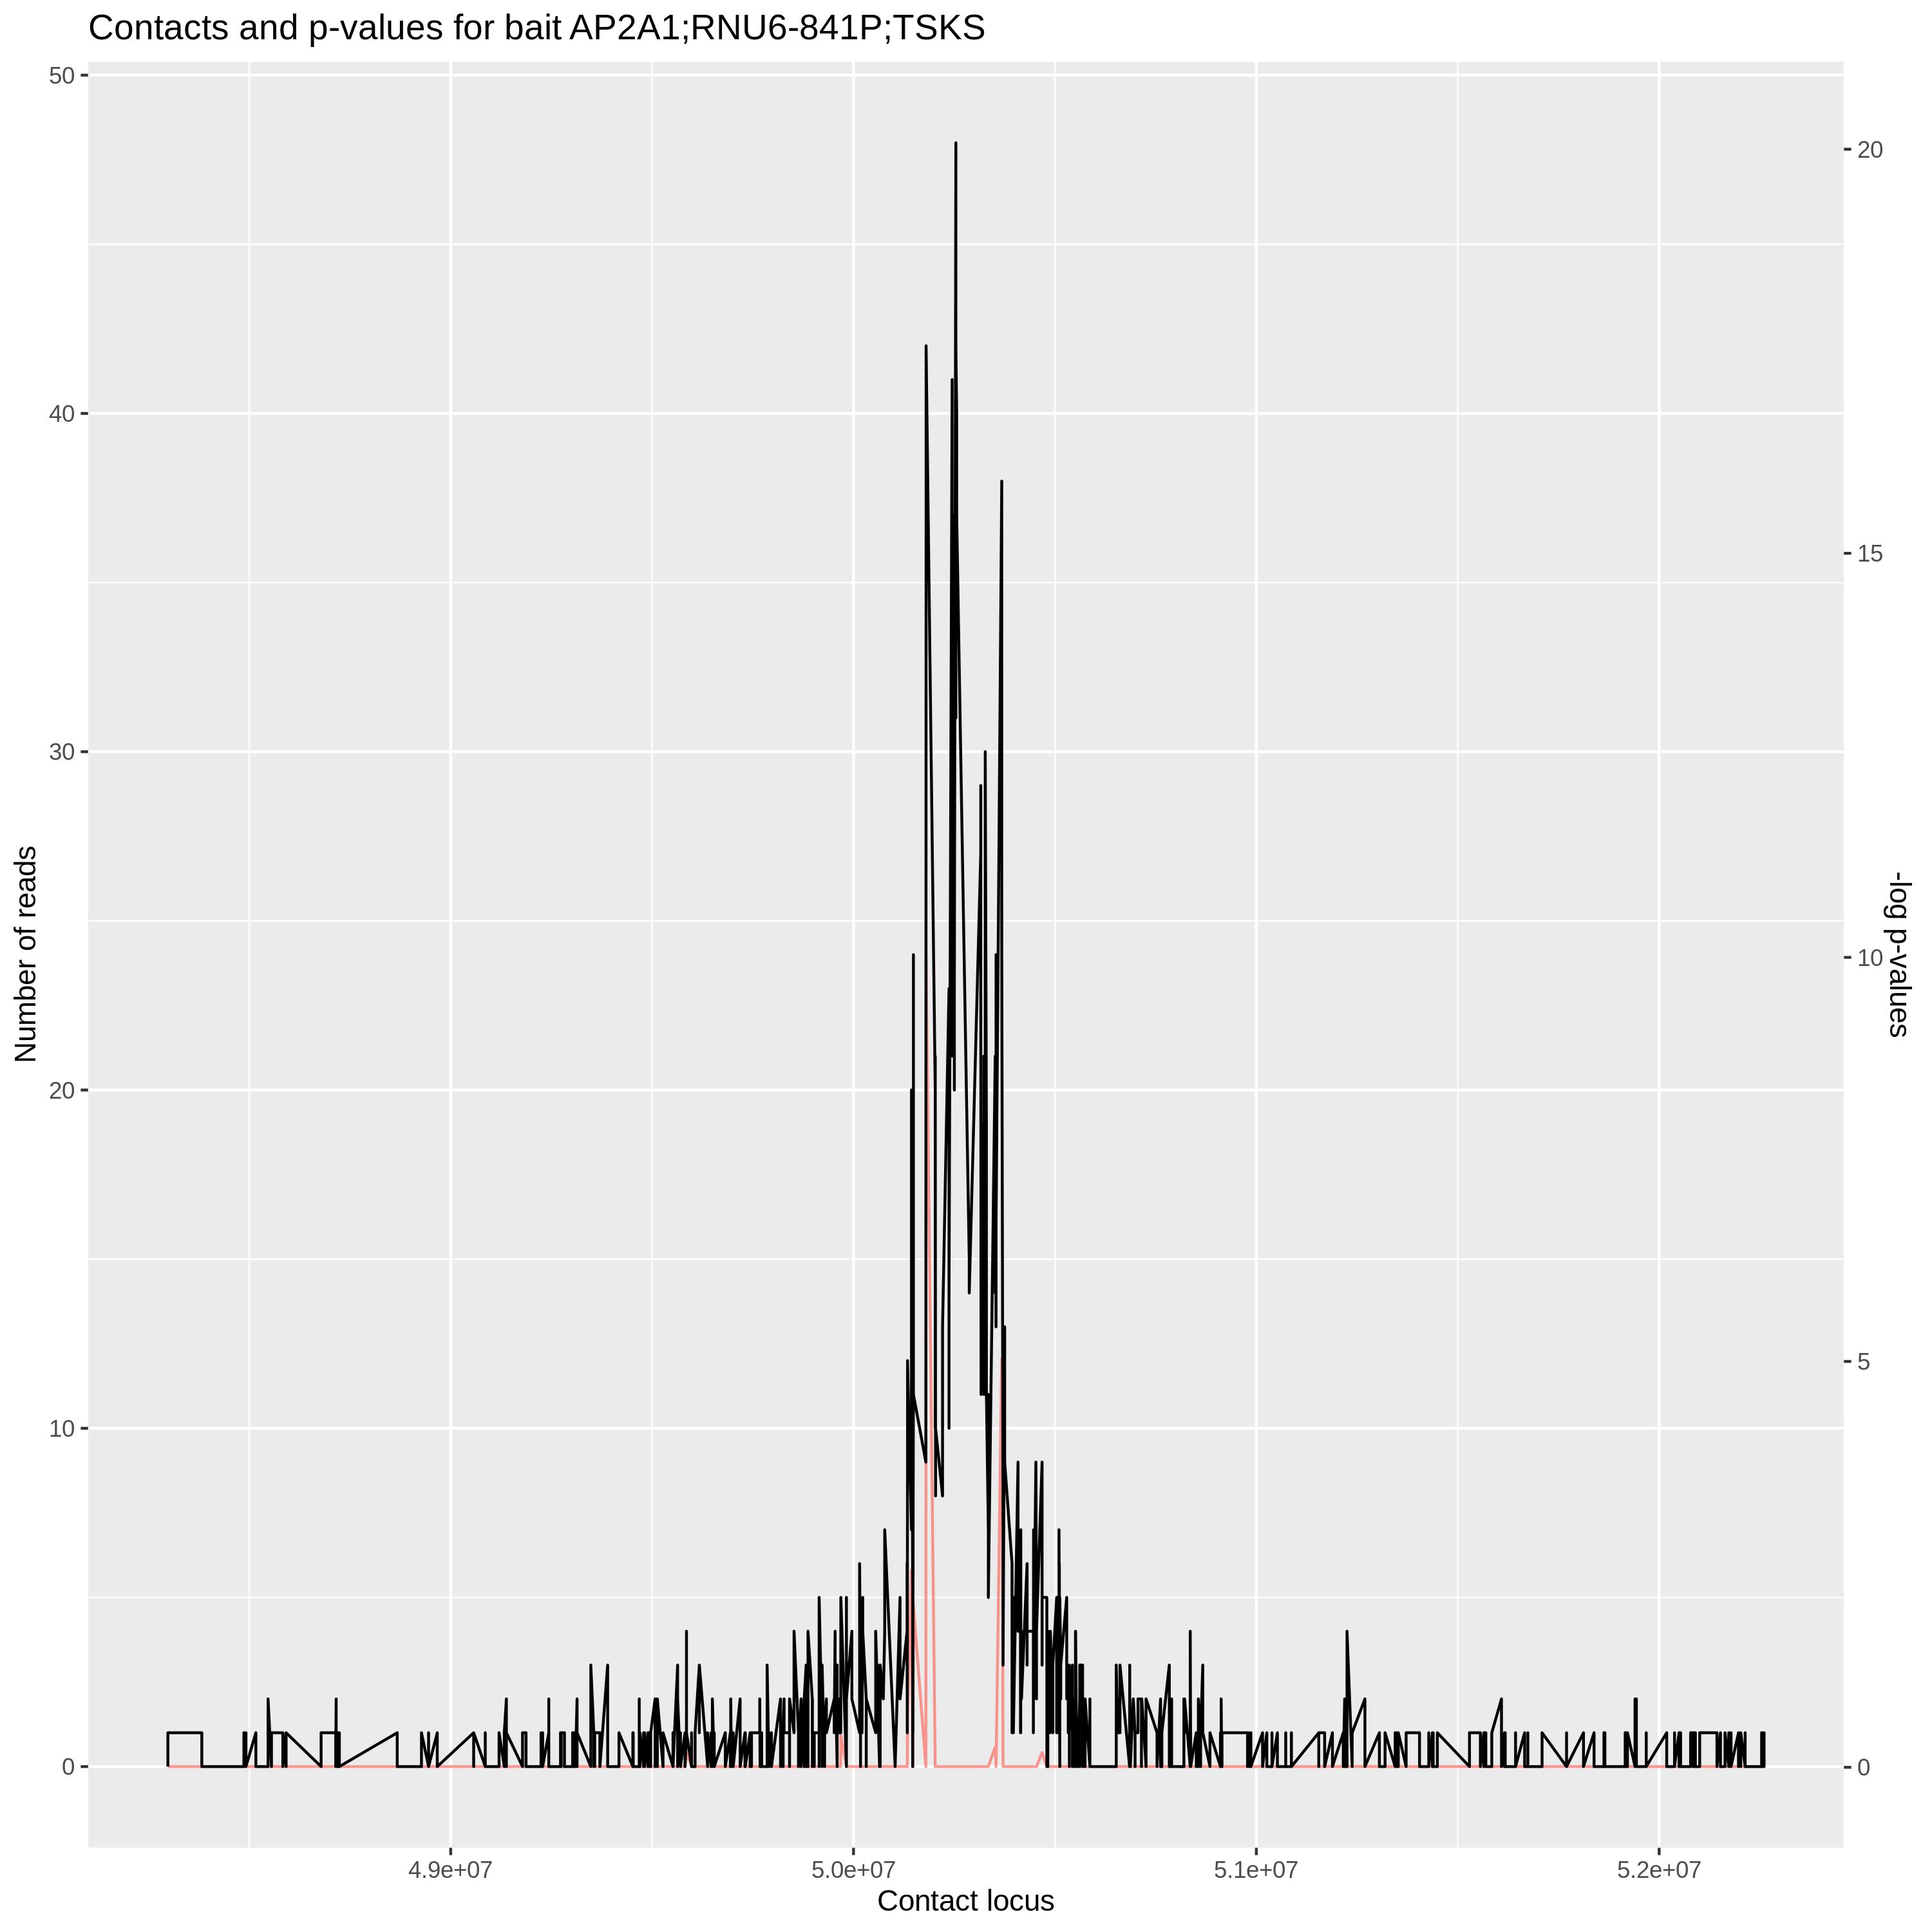 Contacts and p-values for bait AP2A1;RNU6-841P;TSKS
50
40
30
20
10
0
Number of reads
20
15
10
5
0
-log p-values
4.9e+07
5.0e+07
5.1e+07
5.2e+07
Contact locus